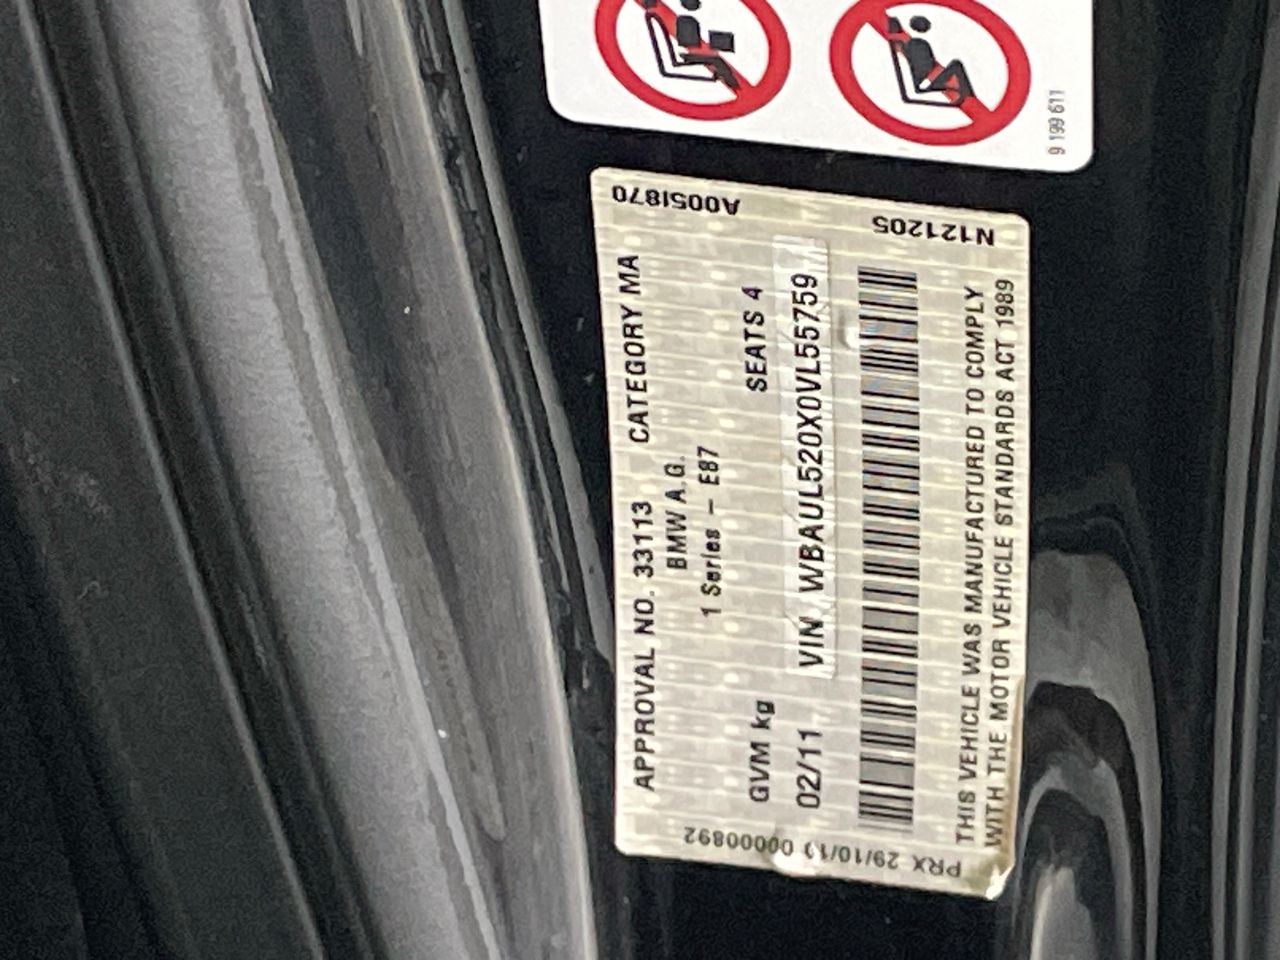 9 199 611
A0051870
N121205
APPROVAL NO. 33113 CATEGORY MA
BMW A.G.
1 Series - E87
GVM kg SEATS 4
02/11 VIN WBAUL520X0VL55759
THIS VEHICLE WAS MANUFACTURED TO COMPLY
WITH THE MOTOR VEHICLE STANDARDS ACT 1989
PRX 29/10/10 00000892